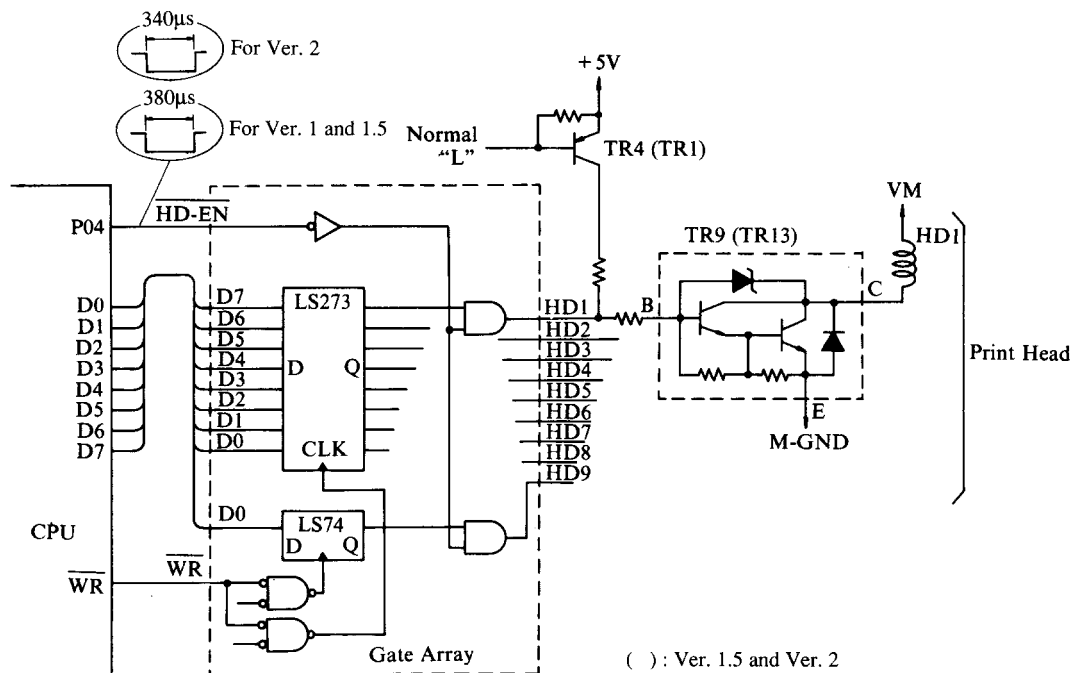 340μs
For Ver. 2
380μs
For Ver. 1 and 1.5
+5V
Normal
"L"
TR4 (TR1)
VM
HD1
P04
HD-EN
TR9 (TR13)
D0
D1
D2
D3
D4
D5
D6
D7
D7
D6
D5
D4
D3
D2
D1
D0
LS273
D
Q
CLK
HD1
HD2
HD3
HD4
HD5
HD6
HD7
HD8
HD9
B
C
E
M-GND
Print Head
D0
LS74
D
Q
CPU
WR
WR
Gate Array
( ) : Ver. 1.5 and Ver. 2